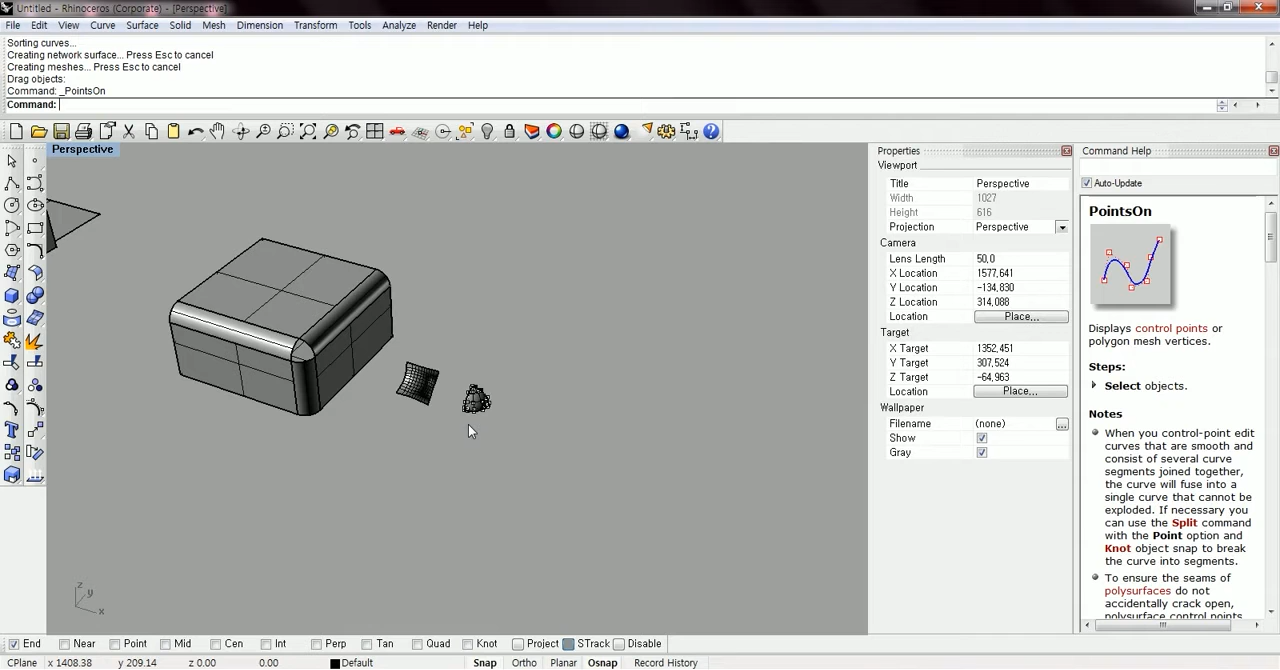 Untitled - Rhinoceros (Corporate) - [Perspective]
File Edit View Curve Surface Solid Mesh Dimension Transform Tools Analyze Render Help
Sorting curves...
Creating network surface... Press Esc to cancel
Creating meshes... Press Esc to cancel
Drag objects:
Command: _PointsOn
Command:
Perspective
z
y
x
Properties
Viewport
Title Perspective
Width 1027
Height 616
Projection Perspective
Camera
Lens Length 50,0
X Location 1577,641
Y Location -134,830
Z Location 314,088
Location Place...
Target
X Target 1352,451
Y Target 307,524
Z Target -64,963
Location Place...
Wallpaper
Filename (none) ...
Show
Gray
Command Help
Auto-Update
PointsOn
Displays control points or
polygon mesh vertices.
Steps:
Select objects.
Notes
When you control-point edit
curves that are smooth and
consist of several curve
segments joined together,
the curve will fuse into a
single curve that cannot be
exploded. If necessary you
can use the Split command
with the Point option and
Knot object snap to break
the curve into segments.
To ensure the seams of
polysurfaces do not
accidentally crack open,
polysurface control points
End Near Point Mid Cen Int Perp Tan Quad Knot Project STrack Disable
CPlane x 1408.38 y 209.14 z 0.00 0.00 Default Snap Ortho Planar Osnap Record History